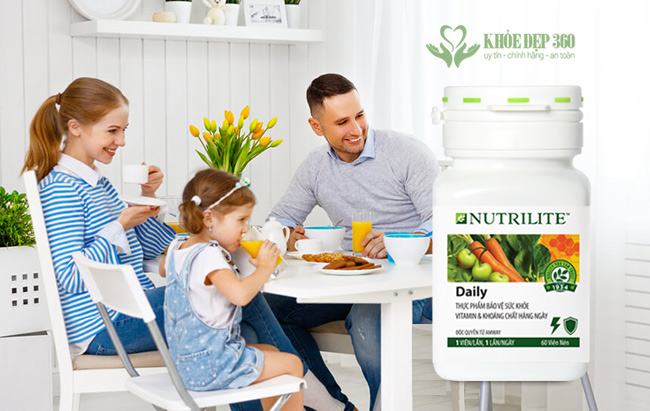 KHỎE ĐẸP 360
uy tín - chính hãng - an toàn
NUTRILITE™
Daily
THỰC PHẨM BẢO VỆ SỨC KHỎE
VITAMIN & KHOÁNG CHẤT HÀNG NGÀY
ĐỘC QUYỀN TỪ AMWAY
1 VIÊN/LẦN, 1 LẦN/NGÀY
60 Viên Nén
1934